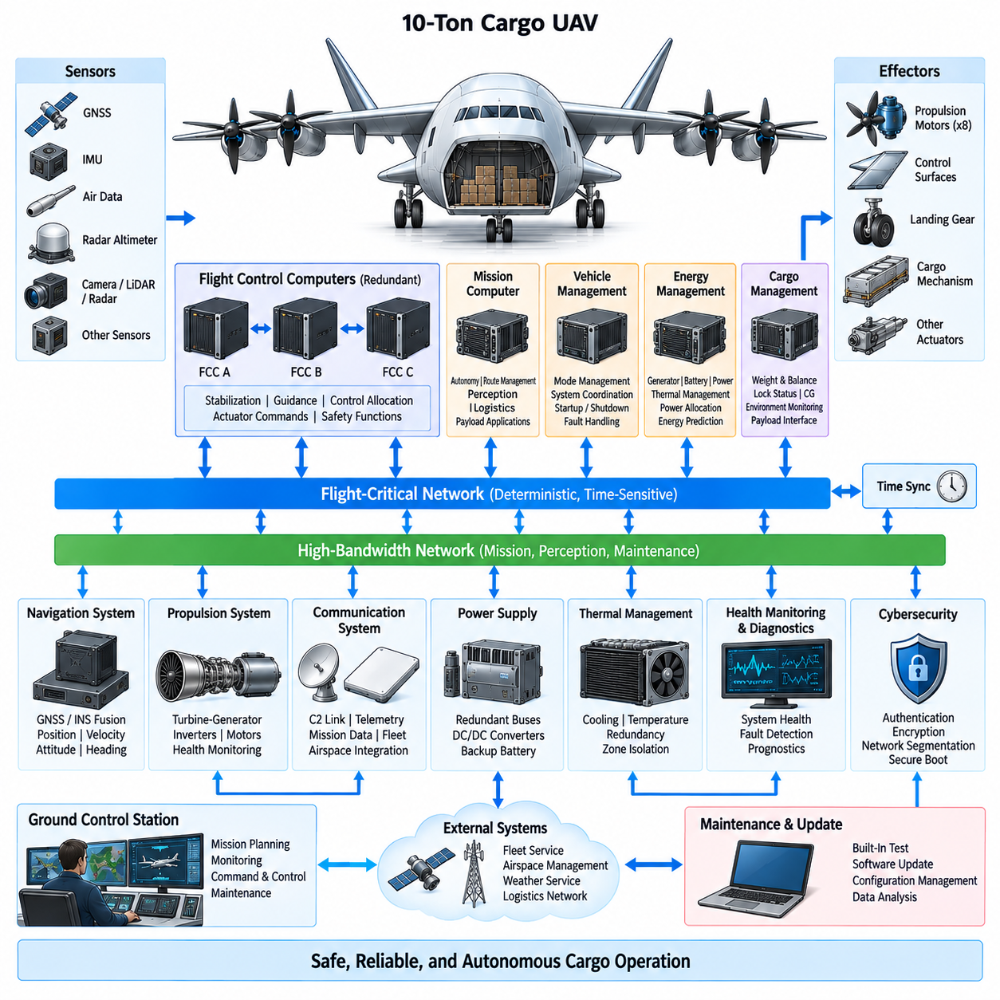 10-Ton Cargo UAV
Sensors
GNSS
IMU
Air Data
Radar Altimeter
Camera / LiDAR
/ Radar
Other Sensors
Effectors
Propulsion
Motors (x8)
Control
Surfaces
Landing Gear
Cargo
Mechanism
Other
Actuators
Flight Control Computers (Redundant)
FCC A
FCC B
FCC C
Stabilization | Guidance | Control Allocation
Actuator Commands | Safety Functions
Mission
Computer
Autonomy | Route Management
Perception
| Logistics
Payload Applications
Vehicle
Management
Mode Management
System Coordination
Startup / Shutdown
Fault Handling
Energy
Management
Generator | Battery | Power
Thermal Management
Power Allocation
Energy Prediction
Cargo
Management
Weight & Balance
Lock Status | CG
Environment Monitoring
Payload Interface
Flight-Critical Network (Deterministic, Time-Sensitive)
Time Sync
High-Bandwidth Network (Mission, Perception, Maintenance)
Navigation System
GNSS / INS Fusion
Position | Velocity
Attitude | Heading
Propulsion System
Turbine-Generator
Inverters | Motors
Health Monitoring
Communication
System
C2 Link | Telemetry
Mission Data | Fleet
Airspace Integration
Power Supply
Redundant Buses
DC/DC Converters
Backup Battery
Thermal Management
Cooling | Temperature
Redundancy
Zone Isolation
Health Monitoring
& Diagnostics
System Health
Fault Detection
Prognostics
Cybersecurity
Authentication
Encryption
Network Segmentation
Secure Boot
Ground Control Station
Mission Planning
Monitoring
Command & Control
Maintenance
External Systems
Fleet Service
Airspace Management
Weather Service
Logistics Network
Maintenance & Update
Built-In Test
Software Update
Configuration Management
Data Analysis
Safe, Reliable, and Autonomous Cargo Operation